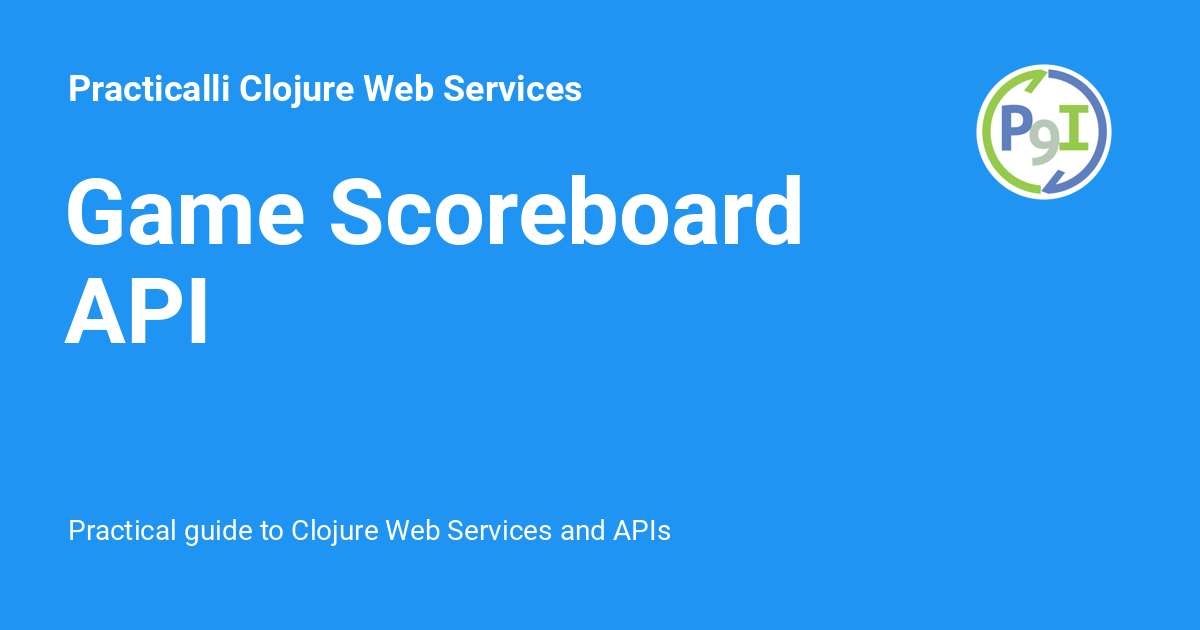 Practicalli Clojure Web Services
P9I
Game Scoreboard
API
Practical guide to Clojure Web Services and APIs